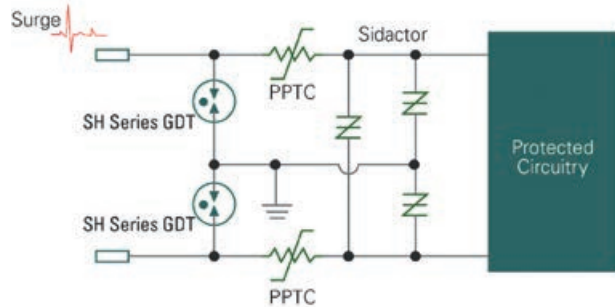 Surge
Sidactor
PPTC
SH Series GDT
Protected
Circuitry
SH Series GDT
PPTC